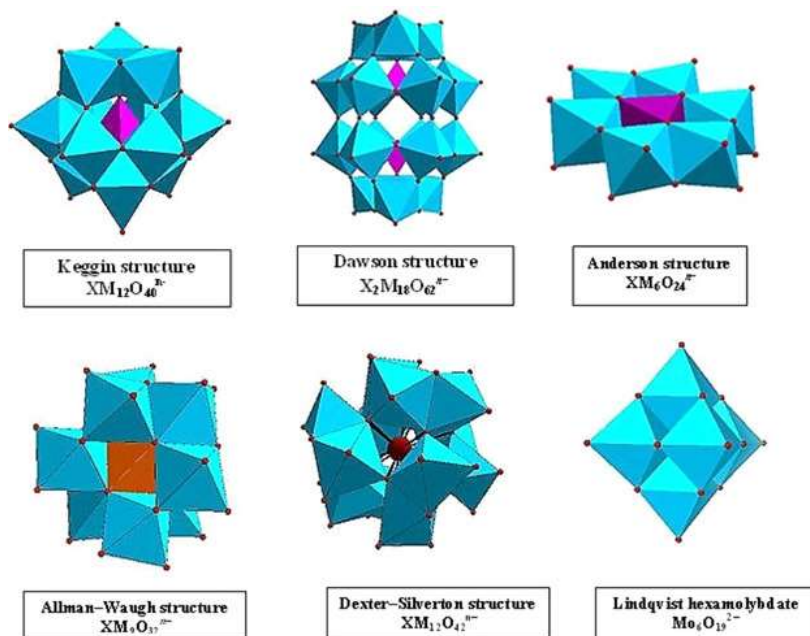 Keggin structure
XM₁₂O₄₀ⁿ⁻
Dawson structure
X₂M₁₈O₆₂ⁿ⁻
Anderson structure
XM₆O₂₄ⁿ⁻
Allman–Waugh structure
XM₉O₃₂ⁿ⁻
Dexter–Silverton structure
XM₁₂O₄₂ⁿ⁻
Lindqvist hexamolybdate
Mo₆O₁₉²⁻